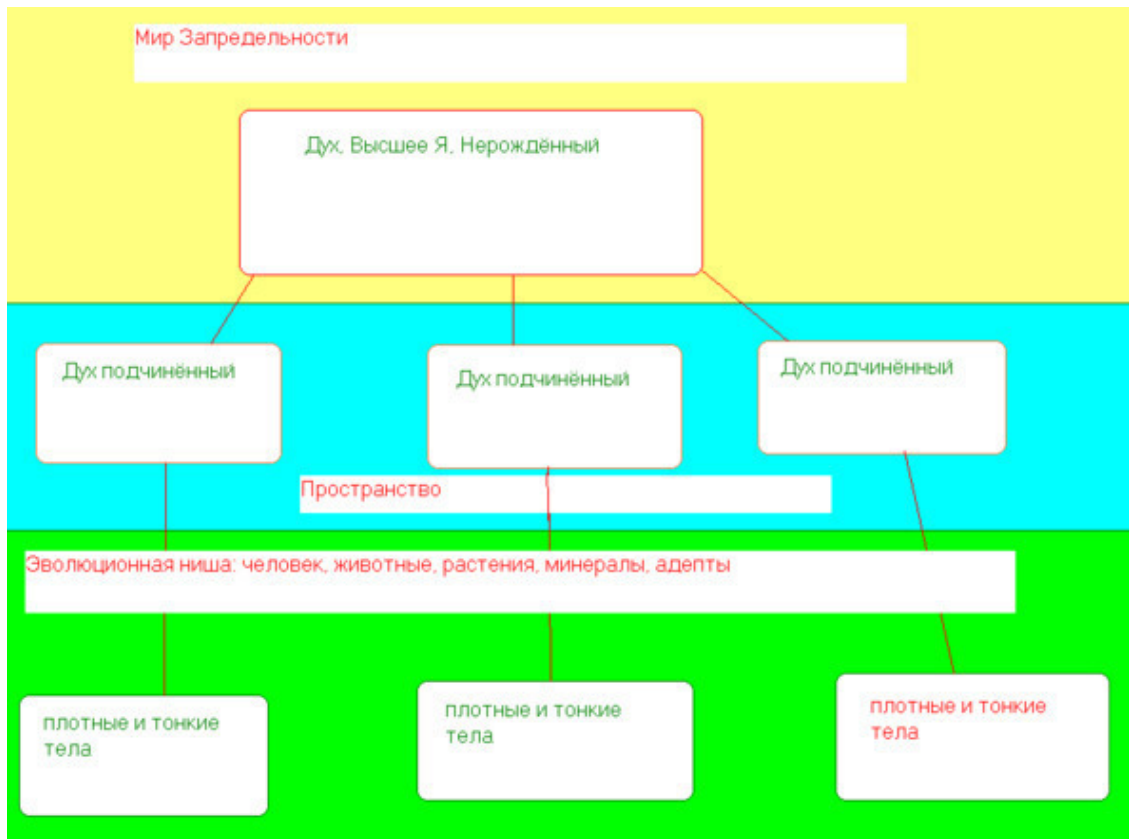 Мир Запредельности
Дух, Высшее Я, Нерождённый
Дух подчинённый
Дух подчинённый
Дух подчинённый
Пространство
Эволюционная ниша: человек, животные, растения, минералы, адепты
плотные и тонкие
тела
плотные и тонкие
тела
плотные и тонкие
тела